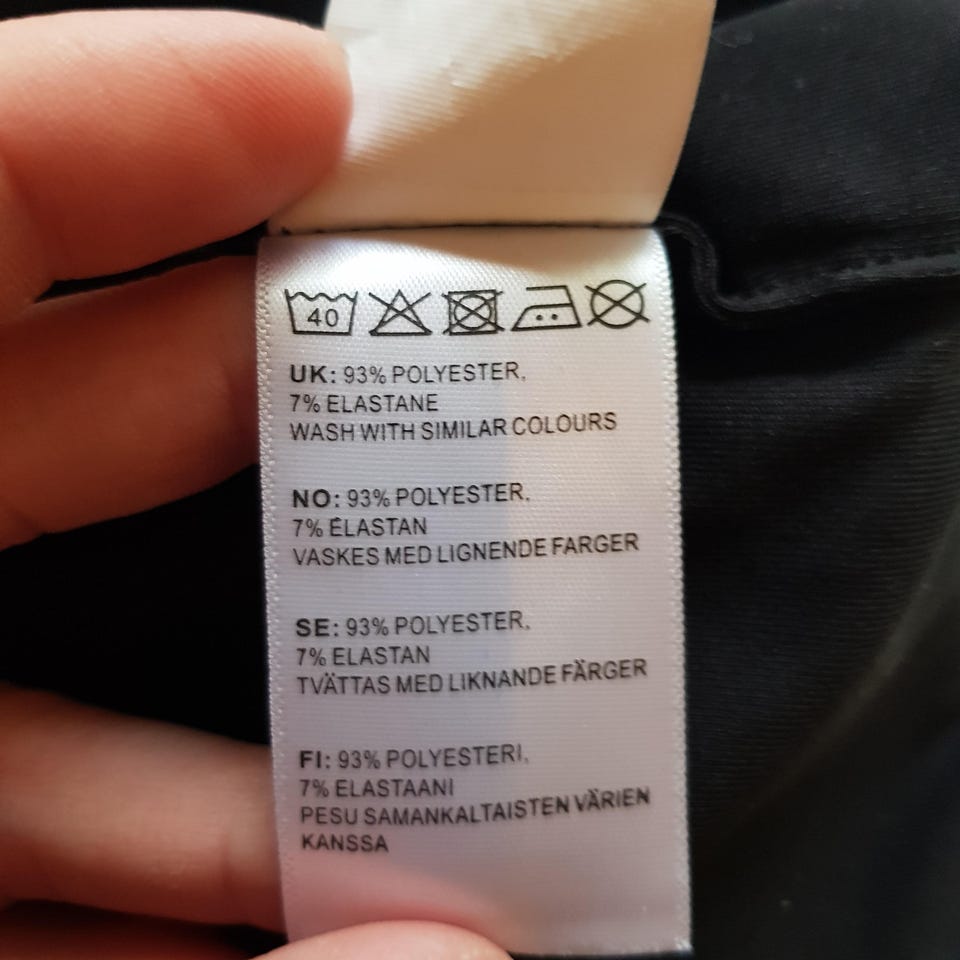 40
UK: 93% POLYESTER,
7% ELASTANE
WASH WITH SIMILAR COLOURS
NO: 93% POLYESTER,
7% ELASTAN
VASKES MED LIGNENDE FARGER
SE: 93% POLYESTER,
7% ELASTAN
TVÄTTAS MED LIKNANDE FÄRGER
FI: 93% POLYESTERI,
7% ELASTAANI
PESU SAMANKALTAISTEN VÄRIEN
KANSSA